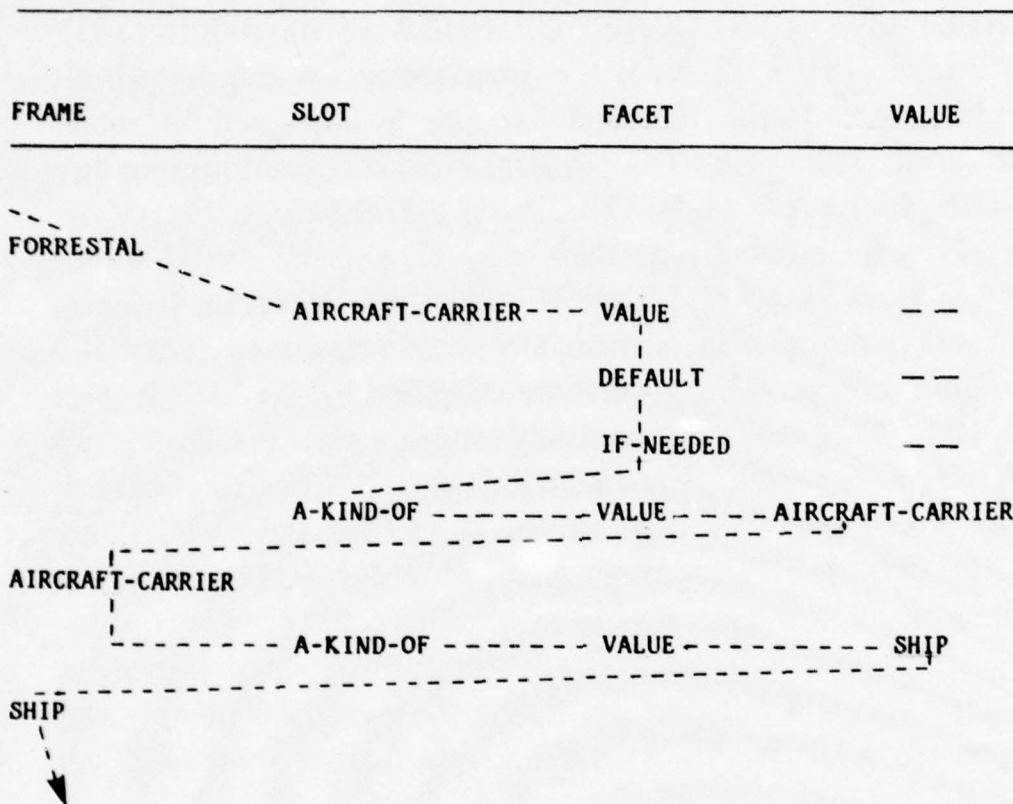 FRAME SLOT FACET VALUE
FORRESTAL
AIRCRAFT-CARRIER VALUE
DEFAULT
IF-NEEDED
A-KIND-OF VALUE AIRCRAFT-CARRIER
AIRCRAFT-CARRIER
A-KIND-OF VALUE SHIP
SHIP